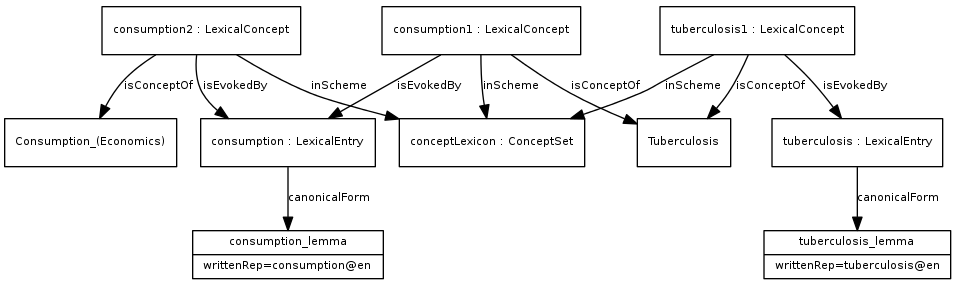 consumption2 : LexicalConcept
consumption1 : LexicalConcept
tuberculosis1 : LexicalConcept
isConceptOf
isEvokedBy
inScheme
isEvokedBy
inScheme
isConceptOf
inScheme
isConceptOf
isEvokedBy
Consumption_(Economics)
consumption : LexicalEntry
conceptLexicon : ConceptSet
Tuberculosis
tuberculosis : LexicalEntry
canonicalForm
canonicalForm
consumption_lemma
writtenRep=consumption@en
tuberculosis_lemma
writtenRep=tuberculosis@en